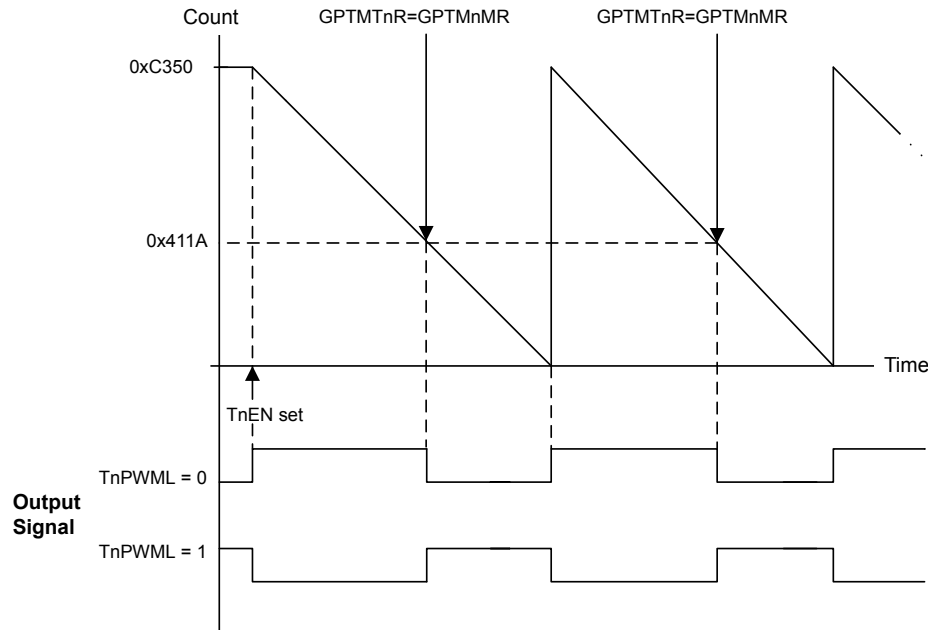 Count
GPTMTnR=GPTMnMR
GPTMTnR=GPTMnMR
0xC350
0x411A
Time
TnEN set
TnPWML = 0
Output
Signal
TnPWML = 1